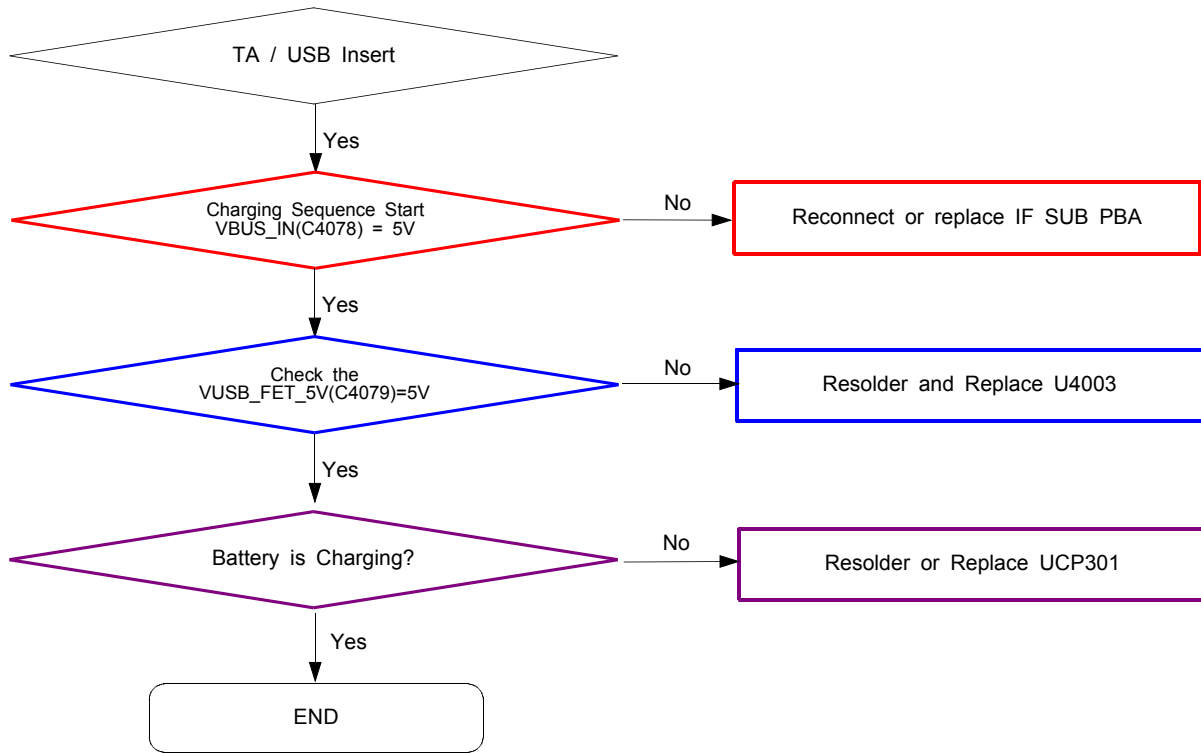 TA / USB Insert
Yes
Charging Sequence Start
VBUS_IN(C4078) = 5V
No
Reconnect or replace IF SUB PBA
Yes
Check the
VUSB_FET_5V(C4079)=5V
No
Resolder and Replace U4003
Yes
Battery is Charging?
No
Resolder or Replace UCP301
Yes
END